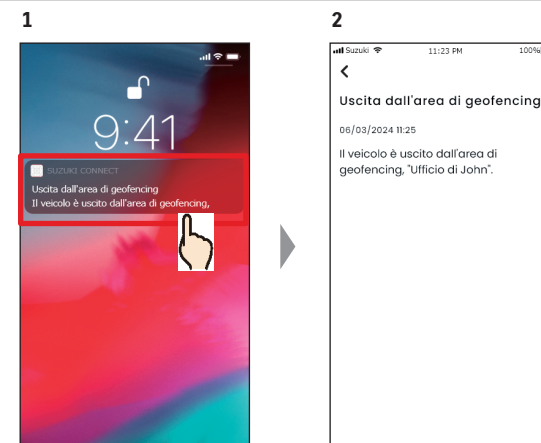 1
9:41
SUZUKI CONNECT
Uscita dall'area di geofencing
Il veicolo è uscito dall'area di geofencing,
2
Suzuki 11:23 PM 100%
Uscita dall'area di geofencing
06/03/2024 11:25
Il veicolo è uscito dall'area di
geofencing, "Ufficio di John".